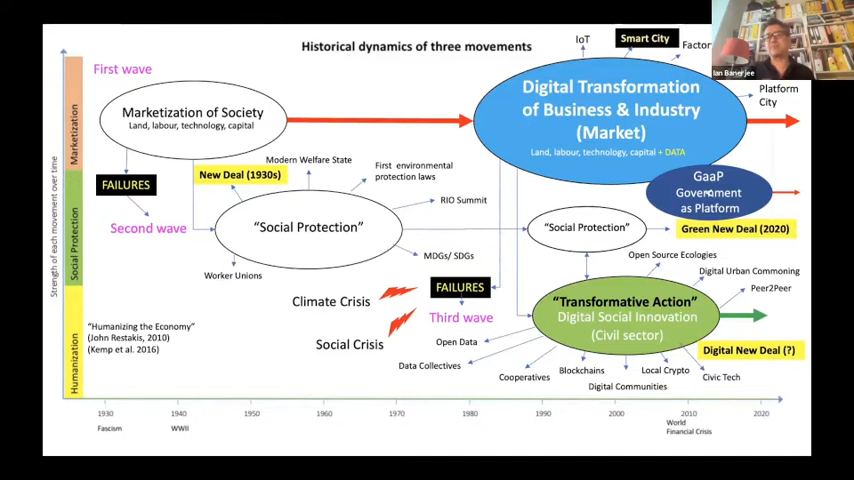 Historical dynamics of three movements
IoT
Smart City
Ian Banerjee
First wave
Marketization of Society
Land, labour, technology, capital
Digital Transformation
of Business & Industry
(Market)
Land, labour, technology, capital + DATA
Platform
City
FAILURES
New Deal (1930s)
Modern Welfare State
First environmental
protection laws
RIO Summit
GaaP
Government
as Platform
Second wave
"Social Protection"
"Social Protection"
Green New Deal (2020)
Worker Unions
MDGs/ SDGs
Open Source Ecologies
Digital Urban Commoning
Peer2Peer
Climate Crisis
FAILURES
Third wave
Social Crisis
"Transformative Action"
Digital Social Innovation
(Civil sector)
"Humanizing the Economy"
(John Restakis, 2010)
(Kemp et al. 2016)
Open Data
Data Collectives
Cooperatives
Blockchains
Digital Communities
Local Crypto
Civic Tech
Digital New Deal (?)
Strength of each movement over time
Marketization
Social Protection
Humanization
1930
1940
1950
1960
1970
1980
1990
2000
2010
2020
Fascism
WWII
World
Financial Crisis